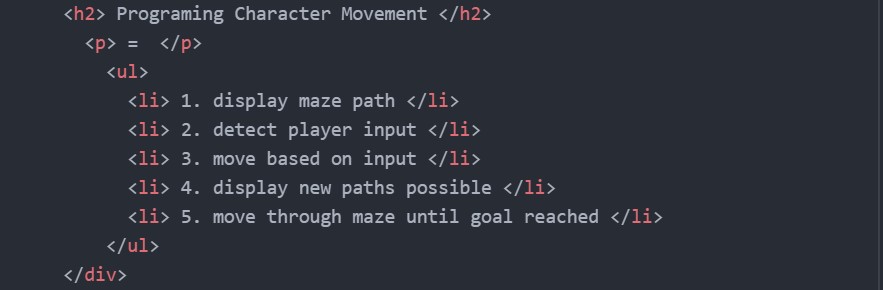 <h2> Programing Character Movement </h2>
<p> =  </p>
<ul>
<li> 1. display maze path </li>
<li> 2. detect player input </li>
<li> 3. move based on input </li>
<li> 4. display new paths possible </li>
<li> 5. move through maze until goal reached </li>
</ul>
</div>